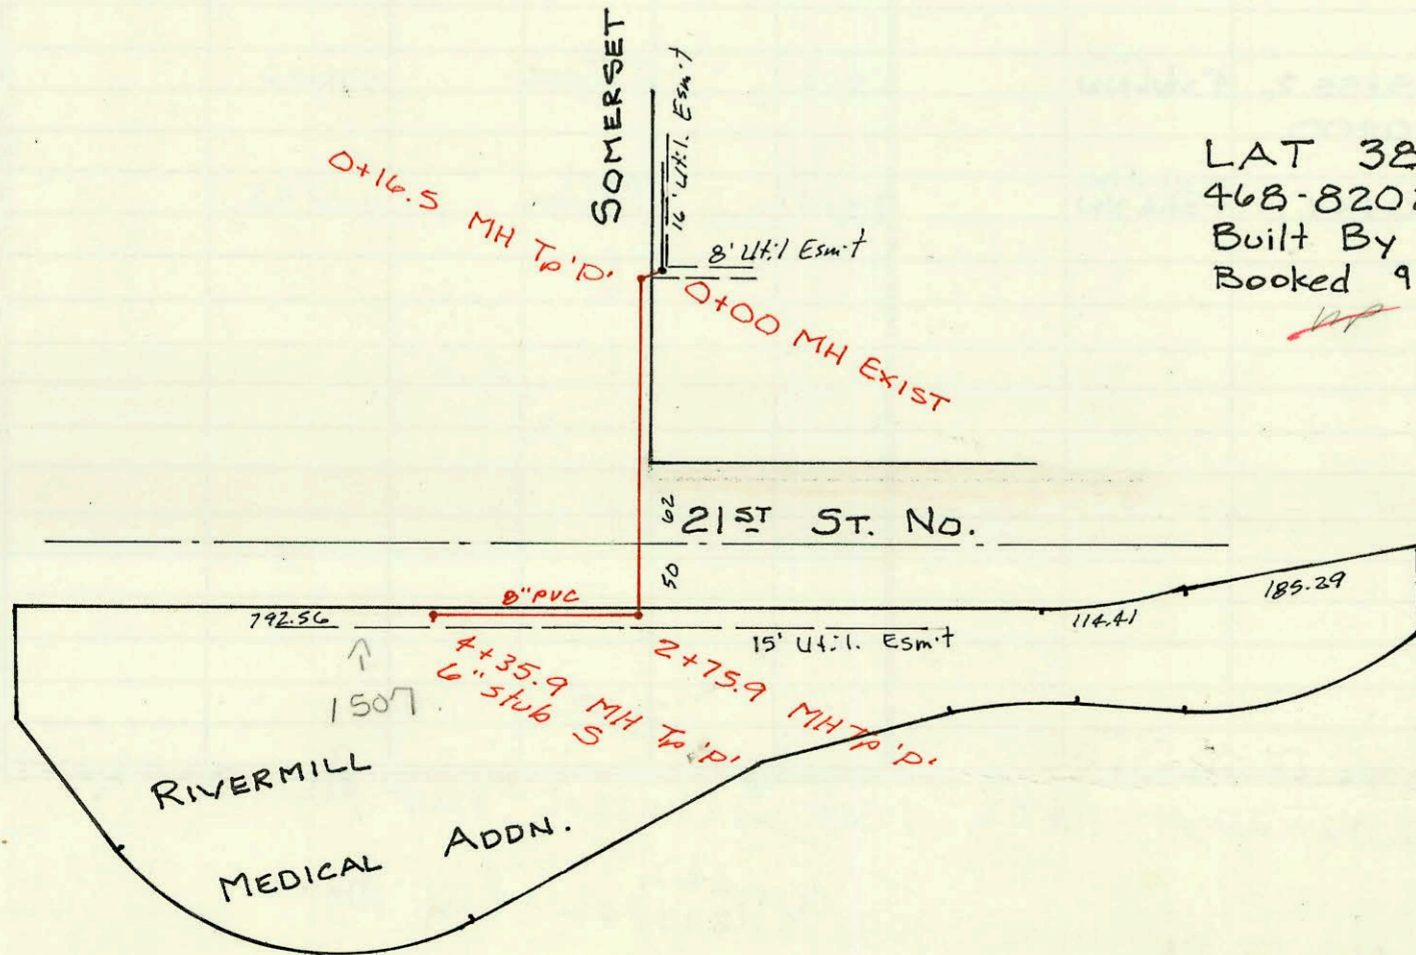 SOMERSET
16' Util. Esm't
8' Util Esm't
0+16.5 MH Tp 'D'
0+00 MH EXIST
LAT 38
468-8202
Built By
Booked 9
62
21ST ST. No.
50
8" PVC
792.56
15' Util. Esm't
114.41
185.29
1507
4+35.9 MH Tp 'D'
6" stub S
2+75.9 MH Tp 'D'
RIVERMILL
MEDICAL ADDN.